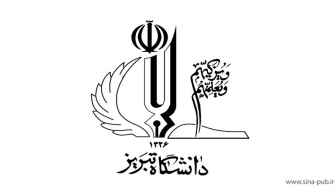 ویزکیهم
ویعلمهم
۱۳۲۶
دانشگاه تبریز
www.sina-pub.ir